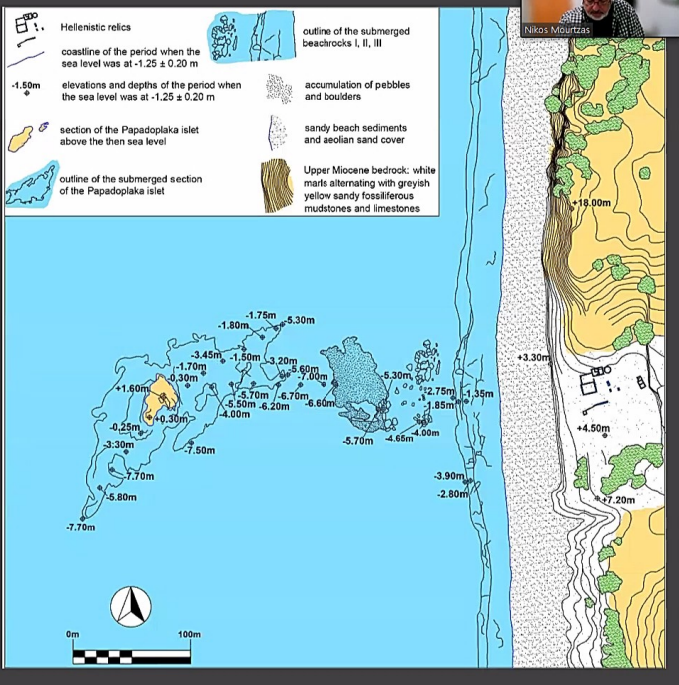 Nikos Mourtzas
Hellenistic relics
coastline of the period when the
sea level was at -1.25 ± 0.20 m
-1.50m
elevations and depths of the period when
the sea level was at -1.25 ± 0.20 m
section of the Papadoplaka islet
above the then sea level
outline of the submerged section
of the Papadoplaka islet
outline of the submerged
beachrocks I, II, III
accumulation of pebbles
and boulders
sandy beach sediments
and aeolian sand cover
Upper Miocene bedrock: white
marls alternating with greyish
yellow sandy fossiliferous
mudstones and limestones
+18.00m
-1.75m
-5.30m
-1.80m
-3.45m
-1.50m
-3.20m
-1.70m
-5.60m
-0.30m
-7.00m
-5.30m
+3.30m
+1.60m
-5.70m
-6.70m
-2.75m
-1.35m
-5.50m
-6.20m
-6.60m
-1.85m
-4.00m
+0.30m
-0.25m
-5.70m
-4.65m
-4.00m
+4.50m
-3.30m
-7.50m
-7.70m
-3.90m
-5.80m
-2.80m
+7.20m
-7.70m
0m
100m